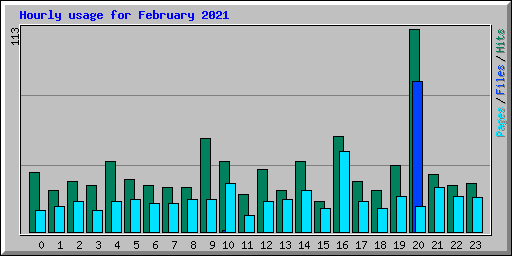 Hourly usage for February 2021
113
Pages/Files/Hits
0 1 2 3 4 5 6 7 8 9 10 11 12 13 14 15 16 17 18 19 20 21 22 23